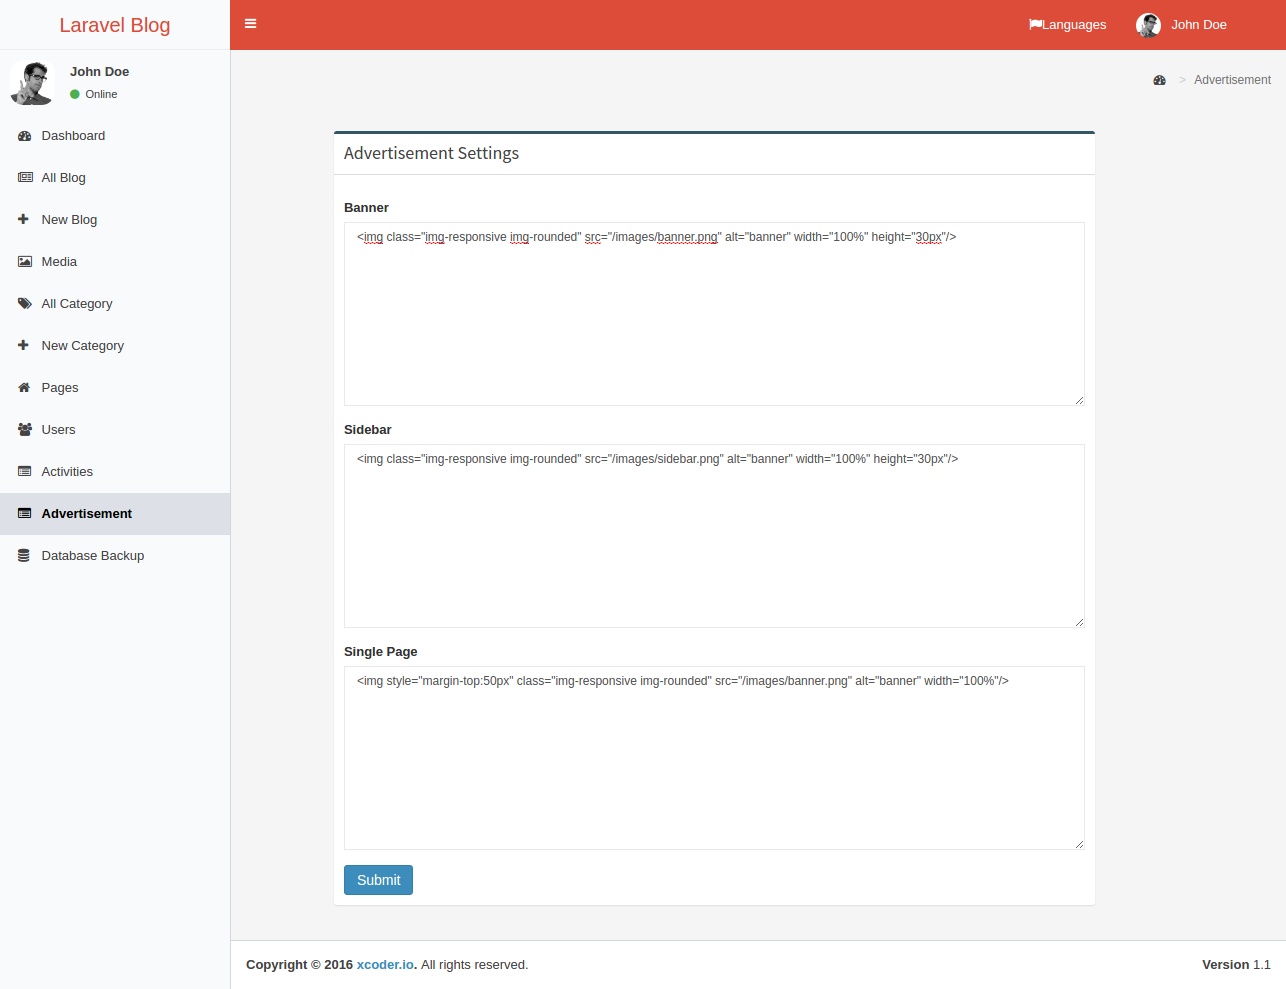 Laravel Blog
Languages
John Doe
John Doe
Online
> Advertisement
Dashboard
All Blog
New Blog
Media
All Category
New Category
Pages
Users
Activities
Advertisement
Database Backup
Advertisement Settings
Banner
<img class="img-responsive img-rounded" src="/images/banner.png" alt="banner" width="100%" height="30px"/>
Sidebar
<img class="img-responsive img-rounded" src="/images/sidebar.png" alt="banner" width="100%" height="30px"/>
Single Page
<img style="margin-top:50px" class="img-responsive img-rounded" src="/images/banner.png" alt="banner" width="100%"/>
Submit
Copyright © 2016 xcoder.io. All rights reserved.
Version 1.1